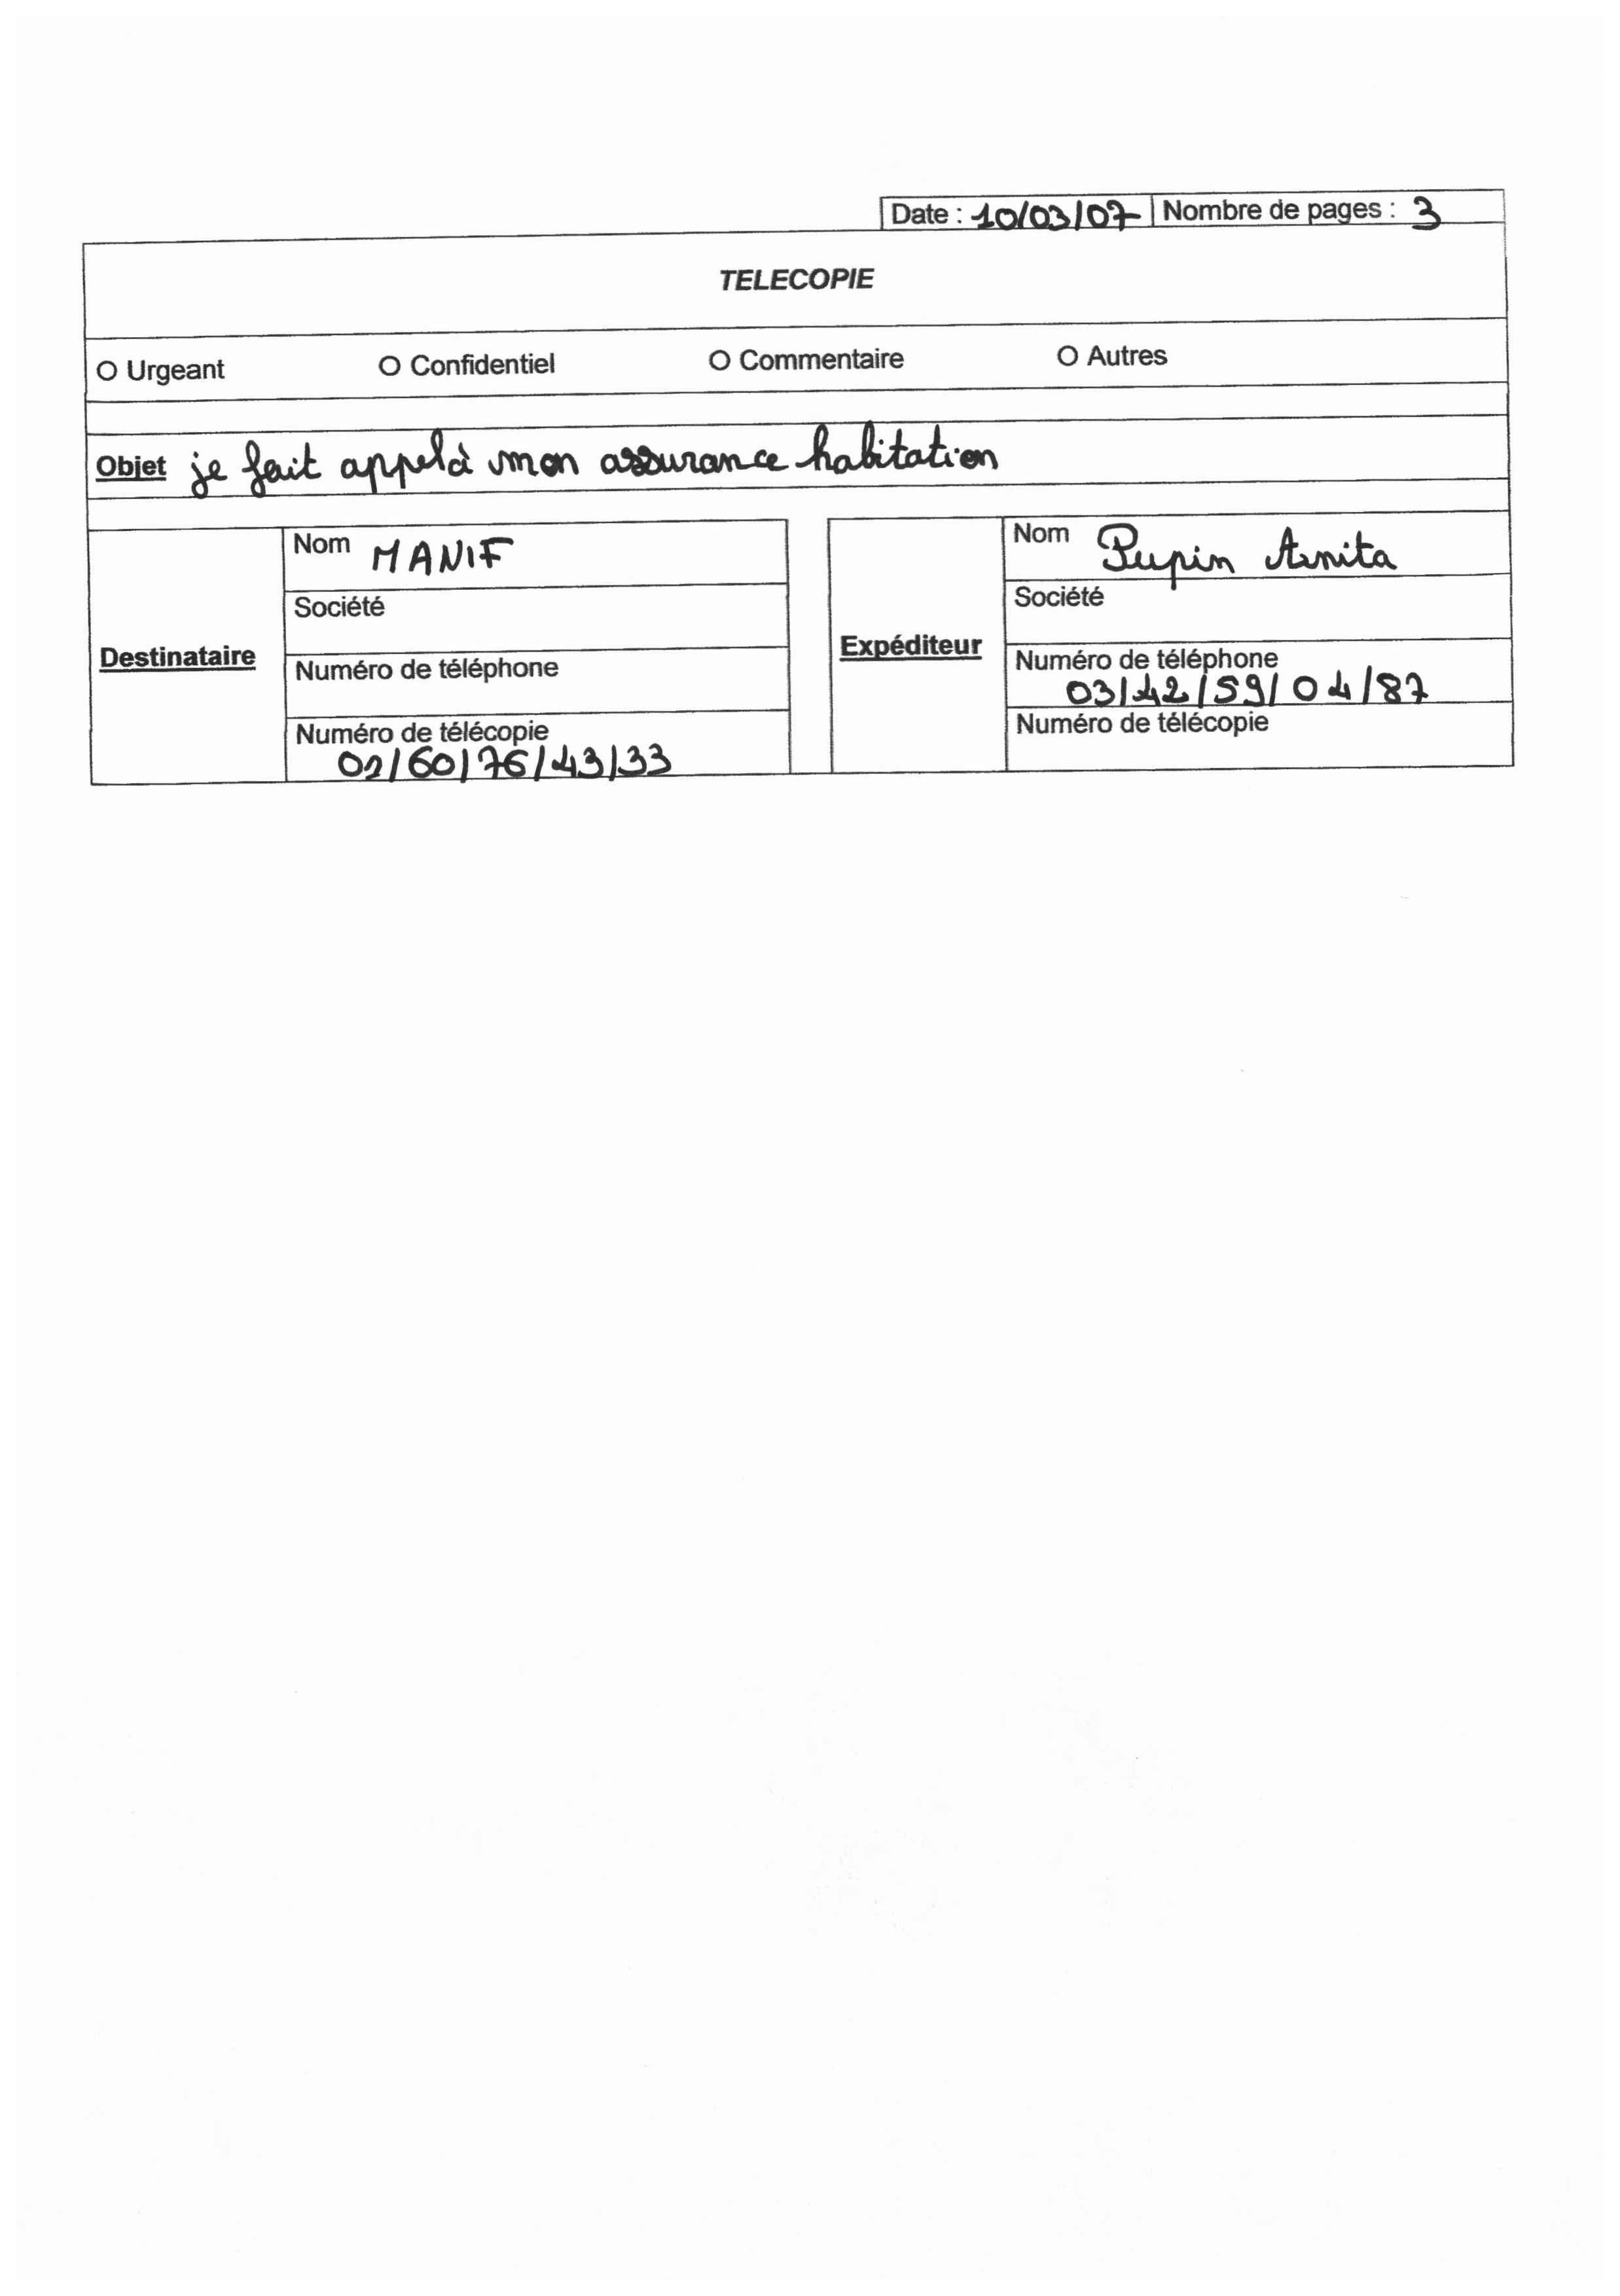 Date : 10/03/07 Nombre de pages : 3
TELECOPIE
O Urgeant O Confidentiel O Commentaire O Autres
Objet je fait appel à mon assurance habitation
Destinataire
Nom MANIF
Société
Numéro de téléphone
Numéro de télécopie
01/60/76/43/33
Expéditeur
Nom Pupin Anita
Société
Numéro de téléphone
03/42/59/04/87
Numéro de télécopie